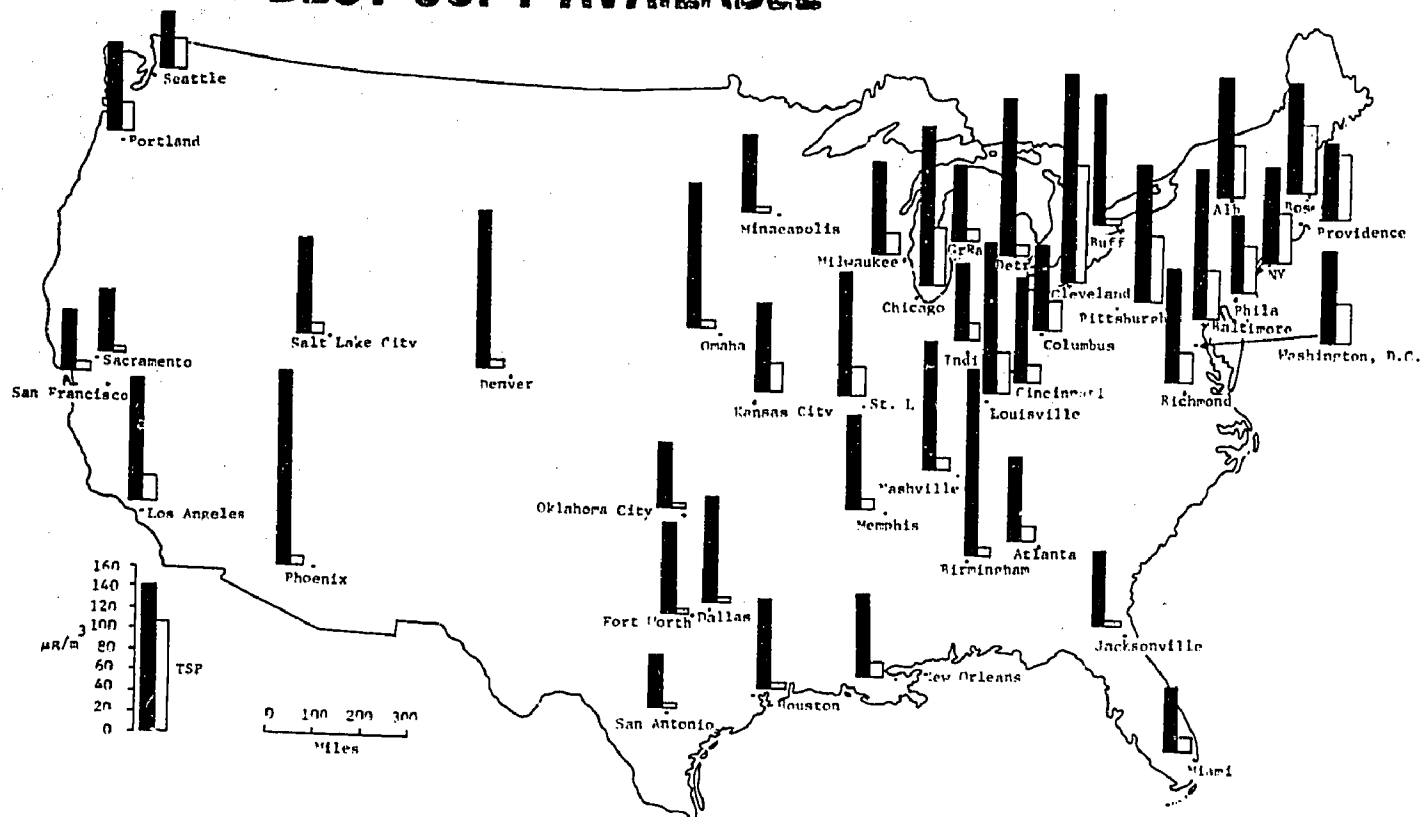 Seattle
Portland
Minneapolis
Milwaukee
GrRa
Detr
Buff
Alb
Bos
Providence
Chicago
Cleveland
Pittsburgh
Phila
NY
Baltimore
Washington, D.C.
Sacramento
San Francisco
Salt Lake City
Denver
Omaha
Kansas City
St. L
Indi
Columbus
Cincinnati
Louisville
Richmond
Los Angeles
Phoenix
Oklahoma City
Memphis
Nashville
Birmingham
Atlanta
Fort Worth
Dallas
Jacksonville
San Antonio
Houston
New Orleans
Miami
160
140
120
100
80
60
40
20
0
TSP
0 100 200 300
Miles